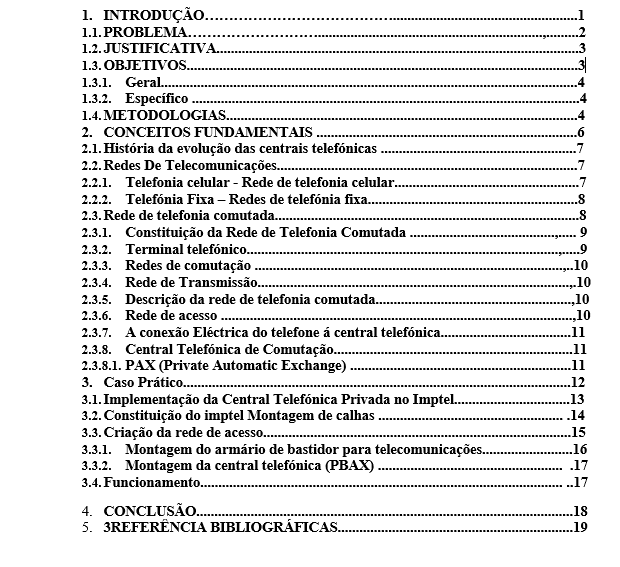 1. INTRODUÇÃO..................................................1
1.1. PROBLEMA..................................................,........2
1.2. JUSTIFICATIVA..................................................3
1.3. OBJETIVOS..................................................3
1.3.1. Geral..................................................4
1.3.2. Específico ..................................................4
1.4. METODOLOGIAS..................................................4
2. CONCEITOS FUNDAMENTAIS ..................................................6
2.1. História da evolução das centrais telefónicas ..................................................7
2.2. Redes De Telecomunicações..................................................7
2.2.1. Telefonia celular - Rede de telefonia celular..................................................7
2.2.2. Telefónia Fixa – Redes de telefónia fixa..................................................8
2.3. Rede de telefonia comutada..................................................8
2.3.1. Constituição da Rede de Telefonia Comutada ..................................,.... 9
2.3.2. Terminal telefónico..................................................,....9
2.3.3. Redes de comutação ..................................................,..10
2.3.4. Rede de Transmissão..................................................,.10
2.3.5. Descrição da rede de telefonia comutada..................................................,10
2.3.6. Rede de acesso ..................................................,10
2.3.7. A conexão Eléctrica do telefone á central telefónica..................................11
2.3.8. Central Telefónica de Comutação..................................................11
2.3.8.1. PAX (Private Automatic Exchange) ..................................................11
3. Caso Prático..................................................12
3.1. Implementação da Central Telefónica Privada no Imptel..................................13
3.2. Constituição do imptel Montagem de calhas .................................................. .14
3.3. Criação da rede de acesso..................................................15
3.3.1. Montagem do armário de bastidor para telecomunicações........................16
3.3.2. Montagem da central telefónica (PBAX) .................................................. .17
3.4. Funcionamento.................................................. ..17
4. CONCLUSÃO..................................................18
5. 3REFERÊNCIA BIBLIOGRÁFICAS..................................................19